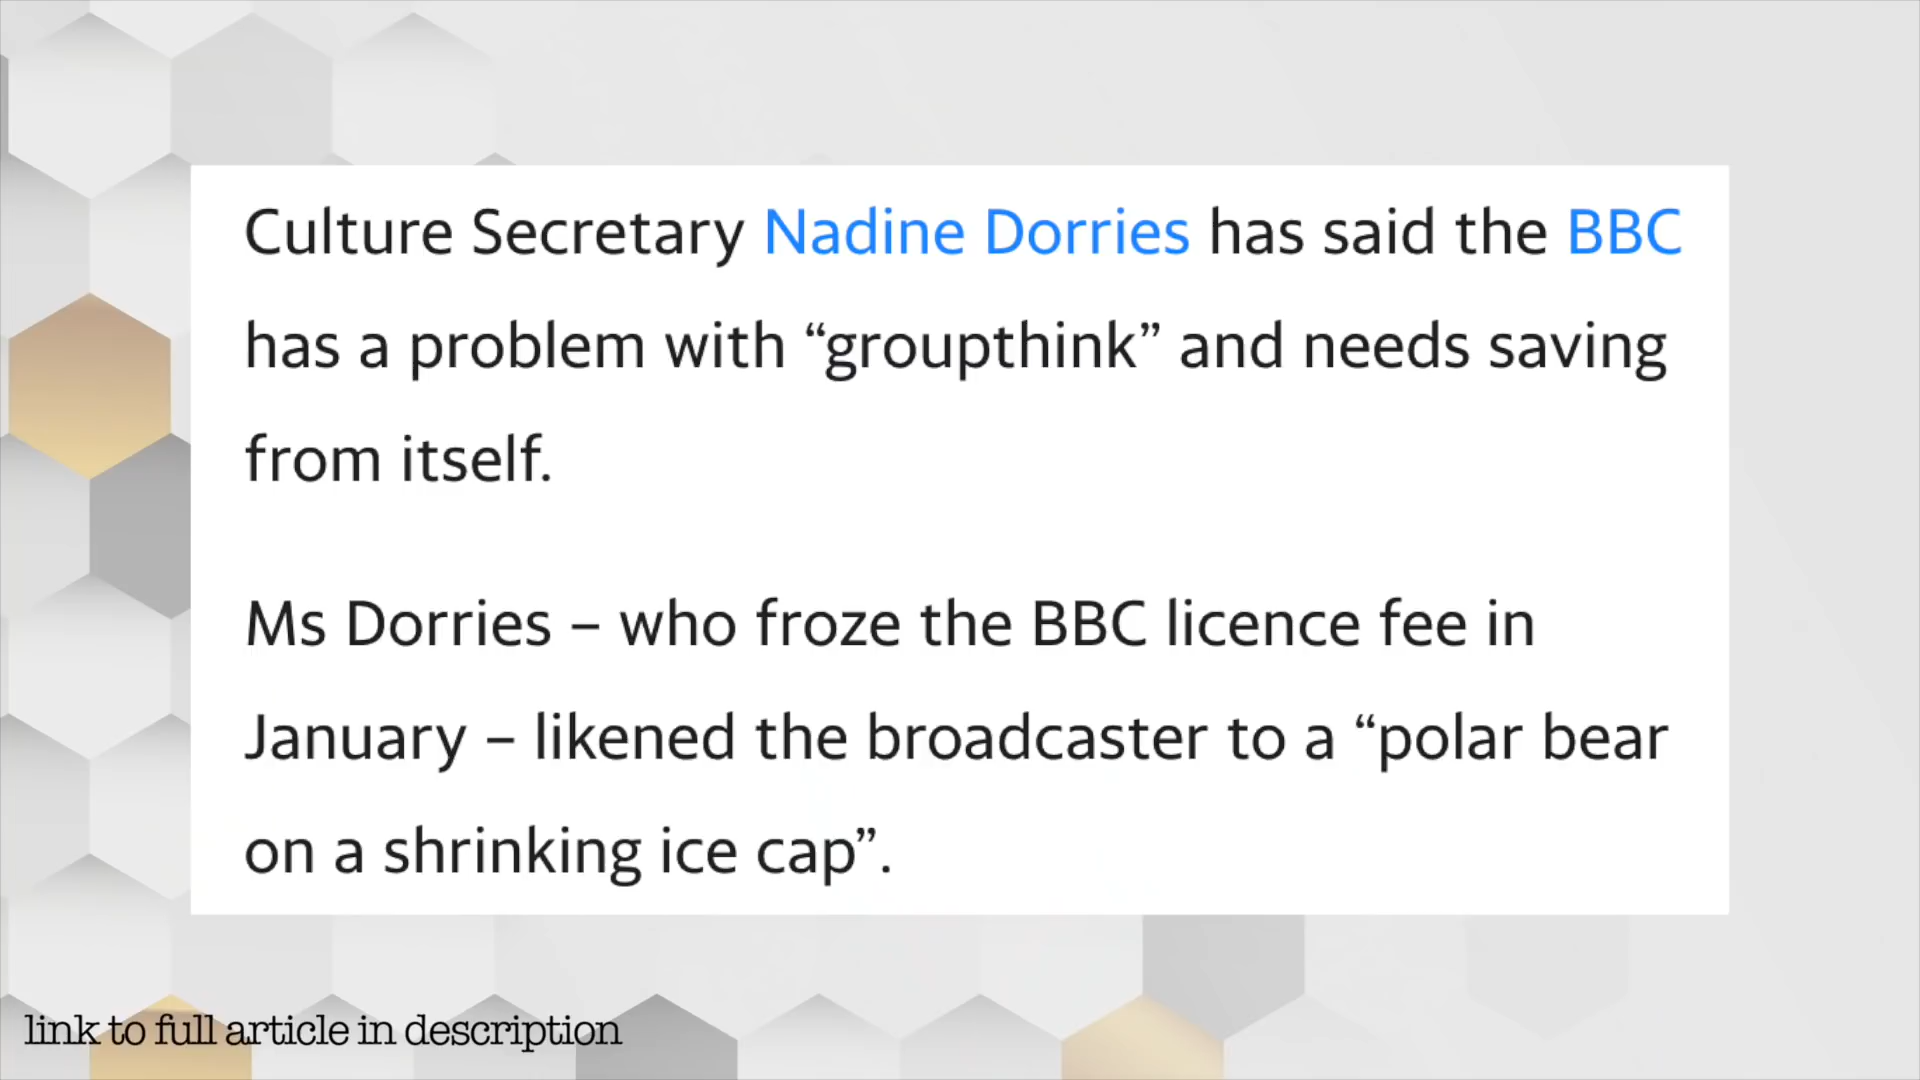 Culture Secretary Nadine Dorries has said the BBC
has a problem with “groupthink” and needs saving
from itself.
Ms Dorries – who froze the BBC licence fee in
January – likened the broadcaster to a “polar bear
on a shrinking ice cap”.
link to full article in description